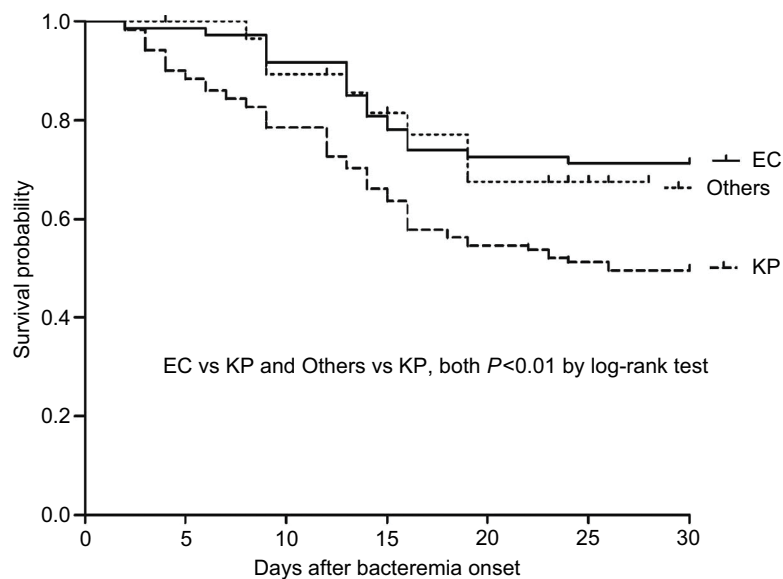 1.0
0.8
0.6
0.4
0.2
0.0
Survival probability
EC
Others
KP
EC vs KP and Others vs KP, both P<0.01 by log-rank test
0 5 10 15 20 25 30
Days after bacteremia onset